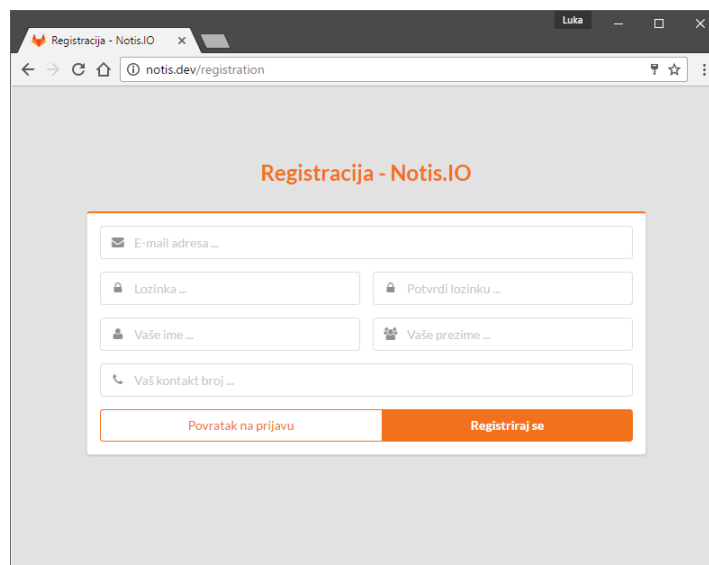 Luka
Registracija - Notis.IO
notis.dev/registration
Registracija - Notis.IO
E-mail adresa ...
Lozinka ... Potvrdi lozinku ...
Vaše ime ... Vaše prezime ...
Vaš kontakt broj ...
Povratak na prijavu Registriraj se